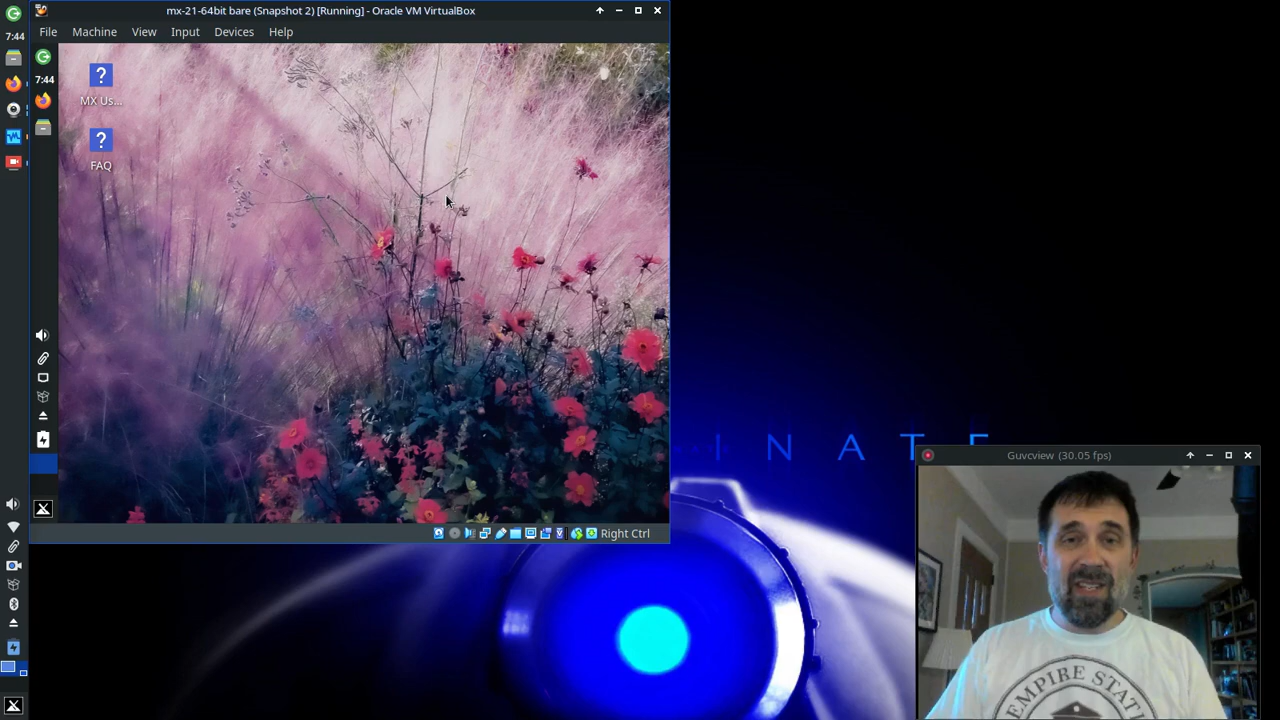 mx-21-64bit bare (Snapshot 2) [Running] - Oracle VM VirtualBox
7:44
File Machine View Input Devices Help
7:44
MX Us...
FAQ
INATE
Guvcview (30.05 fps)
Right Ctrl
EMPIRE STAT